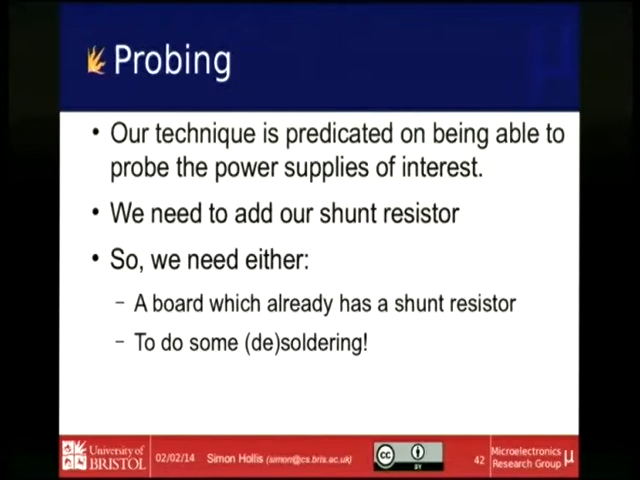 Probing
• Our technique is predicated on being able to
probe the power supplies of interest.
• We need to add our shunt resistor
• So, we need either:
– A board which already has a shunt resistor
– To do some (de)soldering!
University of
BRISTOL
02/02/14
Simon Hollis (simon@cs.bris.ac.uk)
cc
BY
42
Microelectronics
Research Group
μ